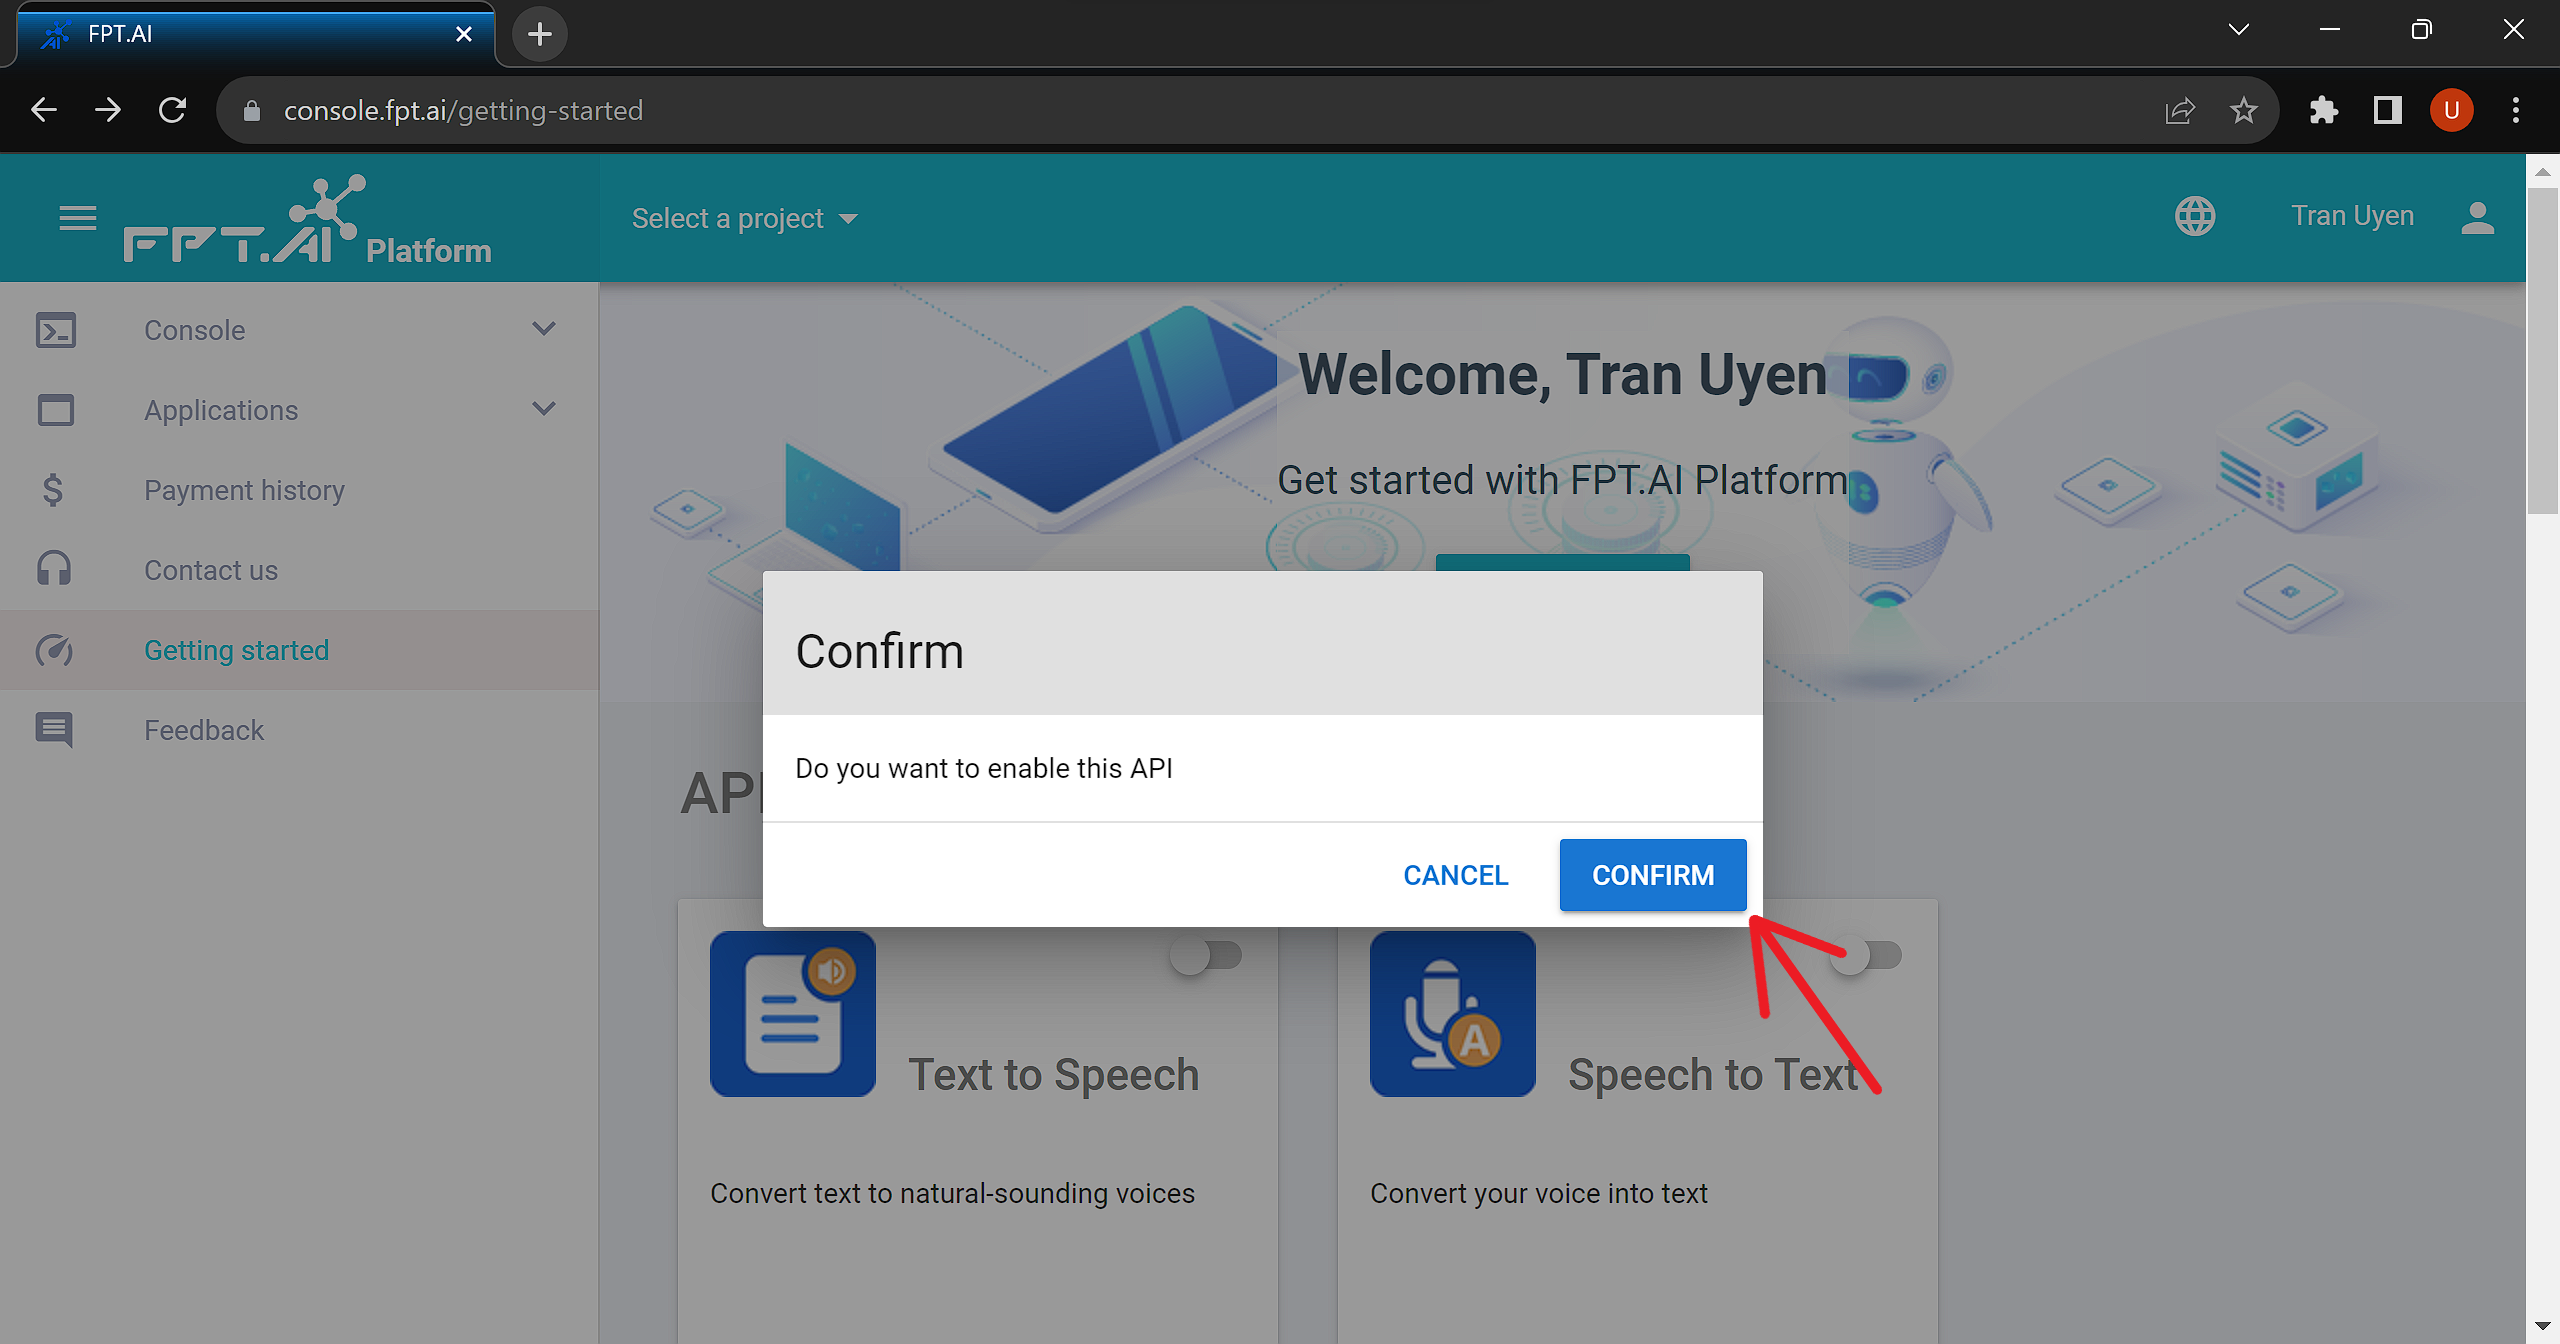 FPT.AI
console.fpt.ai/getting-started
U
FPT.AI Platform
Select a project
Tran Uyen
Console
Applications
Payment history
Contact us
Getting started
Feedback
Welcome, Tran Uyen
Get started with FPT.AI Platform
API
Confirm
Do you want to enable this API
CANCEL
CONFIRM
A
Text to Speech
Speech to Text
Convert text to natural-sounding voices
Convert your voice into text